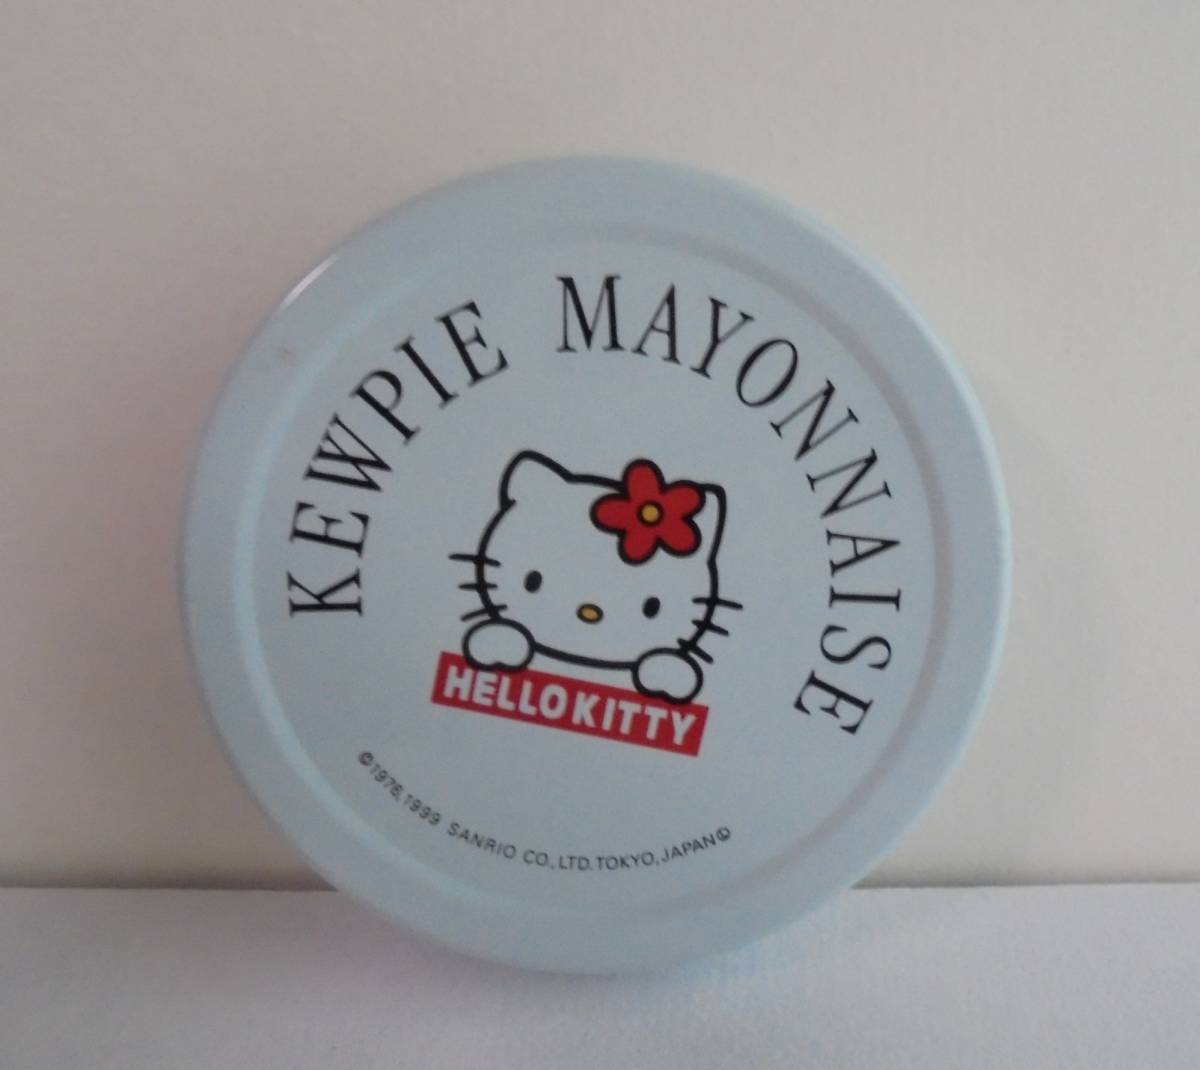 KEWPIE MAYONNAISE
HELLO KITTY
©1976,1999 SANRIO CO.,LTD. TOKYO, JAPAN Ⓛ